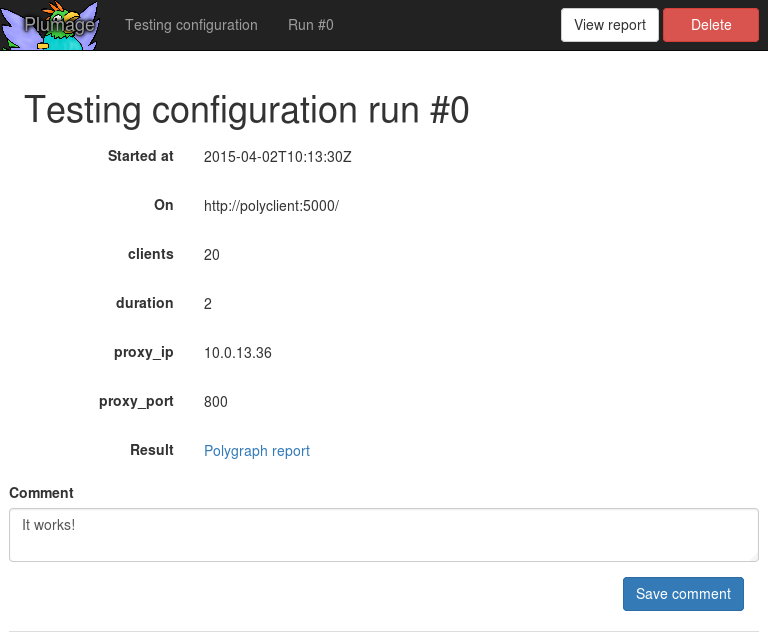 Plumage Testing configuration Run #0 View report Delete
Testing configuration run #0
Started at 2015-04-02T10:13:30Z
On http://polyclient:5000/
clients 20
duration 2
proxy_ip 10.0.13.36
proxy_port 800
Result Polygraph report
Comment
It works!
Save comment